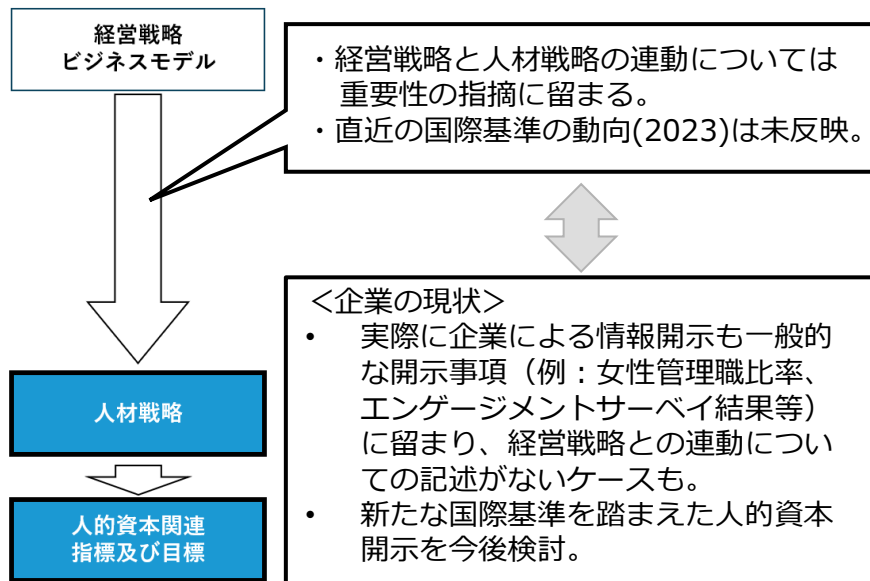 経営戦略
ビジネスモデル
・経営戦略と人材戦略の連動については
重要性の指摘に留まる。
・直近の国際基準の動向(2023)は未反映。
人材戦略
人的資本関連
指標及び目標
＜企業の現状＞
• 実際に企業による情報開示も一般的
な開示事項（例：女性管理職比率、
エンゲージメントサーベイ結果等）
に留まり、経営戦略との連動につい
ての記述がないケースも。
• 新たな国際基準を踏まえた人的資本
開示を今後検討。